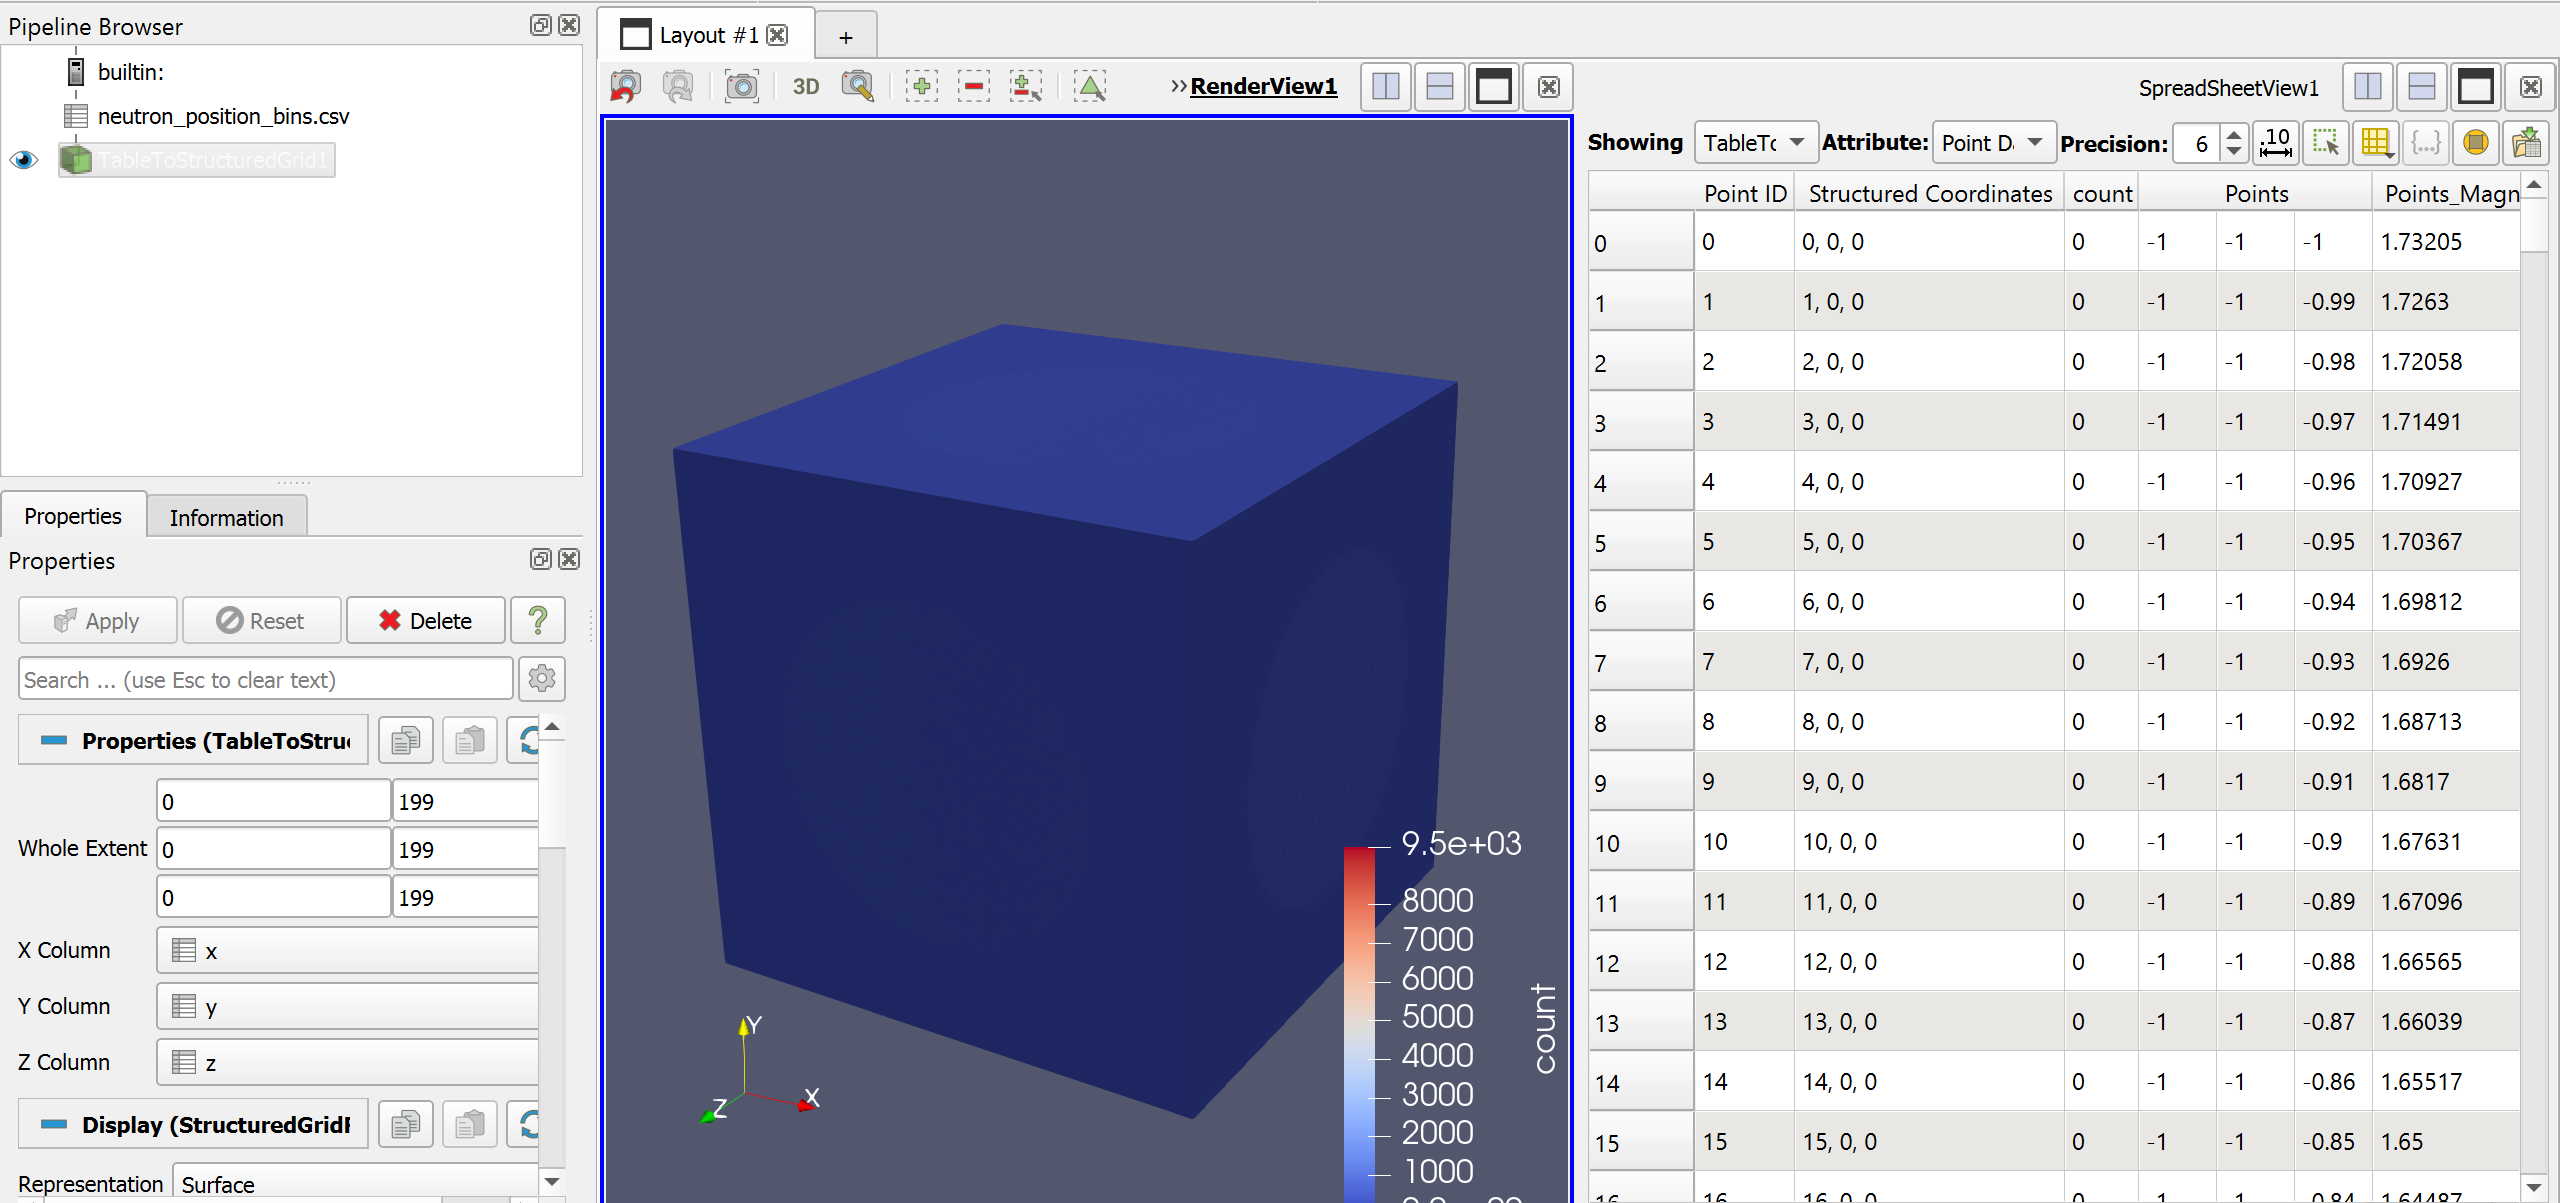 Pipeline Browser
builtin:
neutron_position_bins.csv
TableToStructuredGrid1
Properties
Information
Properties
Apply
Reset
Delete
?
Search ... (use Esc to clear text)
Properties (TableToStru
Whole Extent
0 199
0 199
0 199
X Column x
Y Column y
Z Column z
Display (StructuredGridF
Representation Surface
Layout #1
+
3D
>>RenderView1
9.5e+03
8000
7000
6000
5000
4000
3000
2000
1000
count
Y
X
Z
SpreadSheetView1
Showing TableTo Attribute: Point D Precision: 6 .10 {...}
Point ID Structured Coordinates count Points Points_Magn
0 0 0, 0, 0 0 -1 -1 -1 1.73205
1 1 1, 0, 0 0 -1 -1 -0.99 1.7263
2 2 2, 0, 0 0 -1 -1 -0.98 1.72058
3 3 3, 0, 0 0 -1 -1 -0.97 1.71491
4 4 4, 0, 0 0 -1 -1 -0.96 1.70927
5 5 5, 0, 0 0 -1 -1 -0.95 1.70367
6 6 6, 0, 0 0 -1 -1 -0.94 1.69812
7 7 7, 0, 0 0 -1 -1 -0.93 1.6926
8 8 8, 0, 0 0 -1 -1 -0.92 1.68713
9 9 9, 0, 0 0 -1 -1 -0.91 1.6817
10 10 10, 0, 0 0 -1 -1 -0.9 1.67631
11 11 11, 0, 0 0 -1 -1 -0.89 1.67096
12 12 12, 0, 0 0 -1 -1 -0.88 1.66565
13 13 13, 0, 0 0 -1 -1 -0.87 1.66039
14 14 14, 0, 0 0 -1 -1 -0.86 1.65517
15 15 15, 0, 0 0 -1 -1 -0.85 1.65
16 16 16, 0, 0 0 -1 -1 -0.84 1.64487